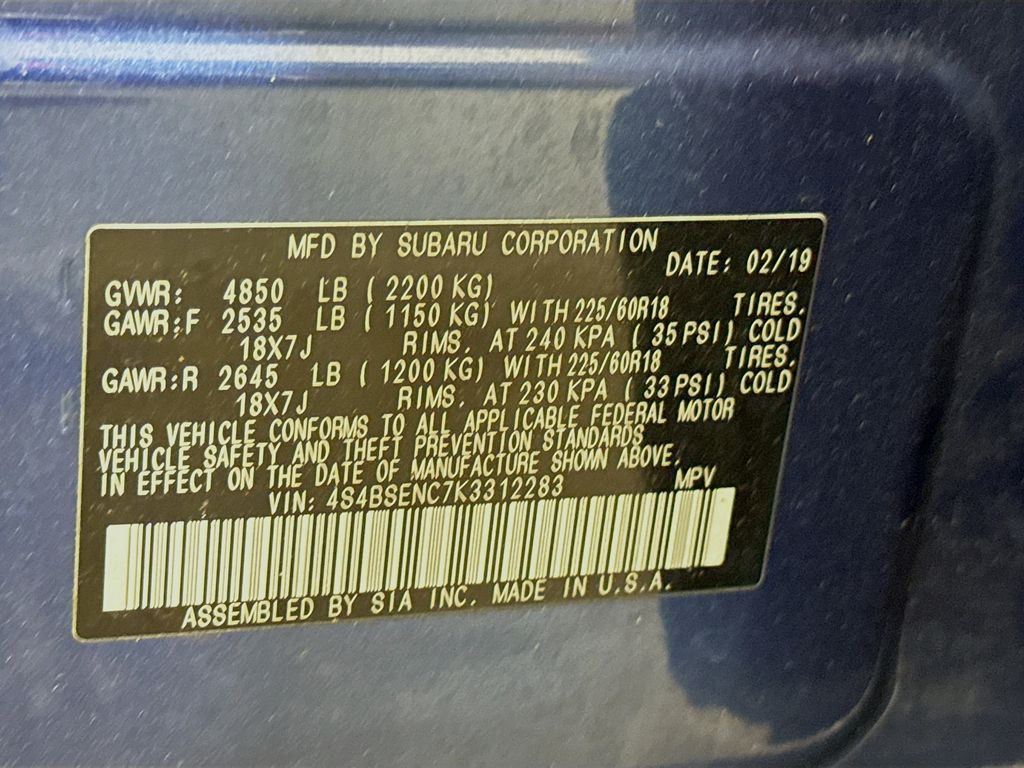 MFD BY SUBARU CORPORATION
DATE: 02/19
GVWR: 4850 LB ( 2200 KG)
GAWR:F 2535 LB ( 1150 KG) WITH 225/60R18 TIRES.
18X7J RIMS, AT 240 KPA ( 35 PSI) COLD
GAWR:R 2645 LB ( 1200 KG) WITH 225/60R18 TIRES.
18X7J RIMS, AT 230 KPA ( 33 PSI) COLD
THIS VEHICLE CONFORMS TO ALL APPLICABLE FEDERAL MOTOR
VEHICLE SAFETY AND THEFT PREVENTION STANDARDS
IN EFFECT ON THE DATE OF MANUFACTURE SHOWN ABOVE.
VIN: 4S4BSENC7K3312283 MPV
ASSEMBLED BY SIA INC. MADE IN U.S.A.